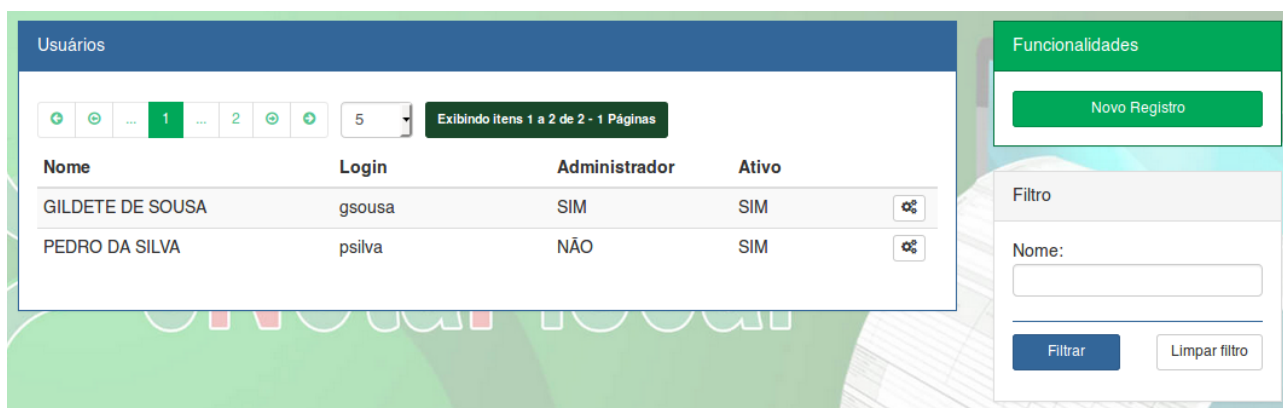 Usuários
... 1 ... 2 5 Exibindo itens 1 a 2 de 2 - 1 Páginas
Nome Login Administrador Ativo
GILDETE DE SOUSA gsousa SIM SIM
PEDRO DA SILVA psilva NÃO SIM
Funcionalidades
Novo Registro
Filtro
Nome:
Filtrar Limpar filtro